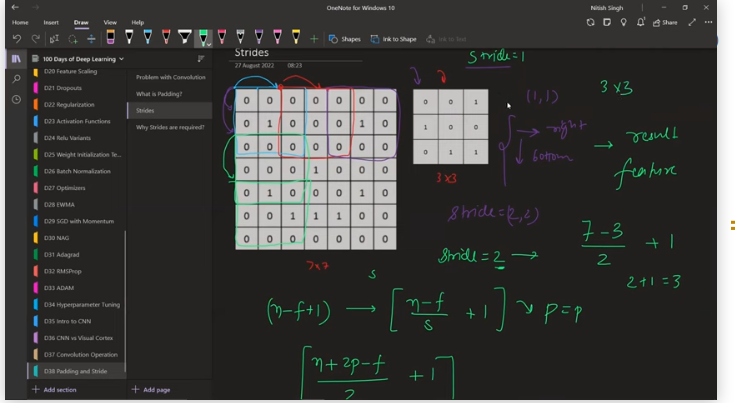 OneNote for Windows 10
Nitish Singh
Home Insert Draw View Help
Share
Shapes Ink to Shape Ink to Text
100 Days of Deep Learning
D20 Feature Scaling
D21 Dropouts
D22 Regularization
D23 Activation Functions
D24 Relu Variants
D25 Weight Initialization Te...
D26 Batch Normalization
D27 Optimizers
D28 EWMA
D29 SGD with Momentum
D30 NAG
D31 Adagrad
D32 RMSProp
D33 ADAM
D34 Hyperparameter Tuning
D35 Intro to CNN
D36 CNN vs Visual Cortex
D37 Convolution Operation
D38 Padding and Stride
+ Add section
Problem with Convolution
What is Padding?
Strides
Why Strides are required?
+ Add page
Strides
27 August 2022 08:23
Stride=1
0 0 0 0 0 0 0
0 1 0 0 0 1 0
0 0 0 0 0 0 0
0 0 0 1 0 0 0
0 1 0 0 0 1 0
0 0 1 1 1 0 0
0 0 0 0 0 0 0
7x7
0 0 1
1 0 0
0 1 1
3x3
(1,1)
→ right
↓ bottom
stride=(2,2)
3x3
→ result
feature
stride=2 →
7-3/2 + 1
2+1=3
s
(n-f+1) → [n-f/s + 1] ↘ p=p
[n+2p-f/2 + 1]